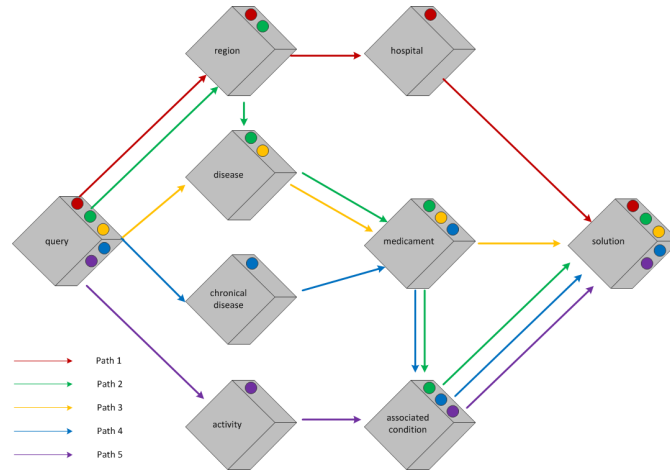 region
hospital
disease
query
medicament
solution
chronical
disease
activity
associated
condition
Path 1
Path 2
Path 3
Path 4
Path 5